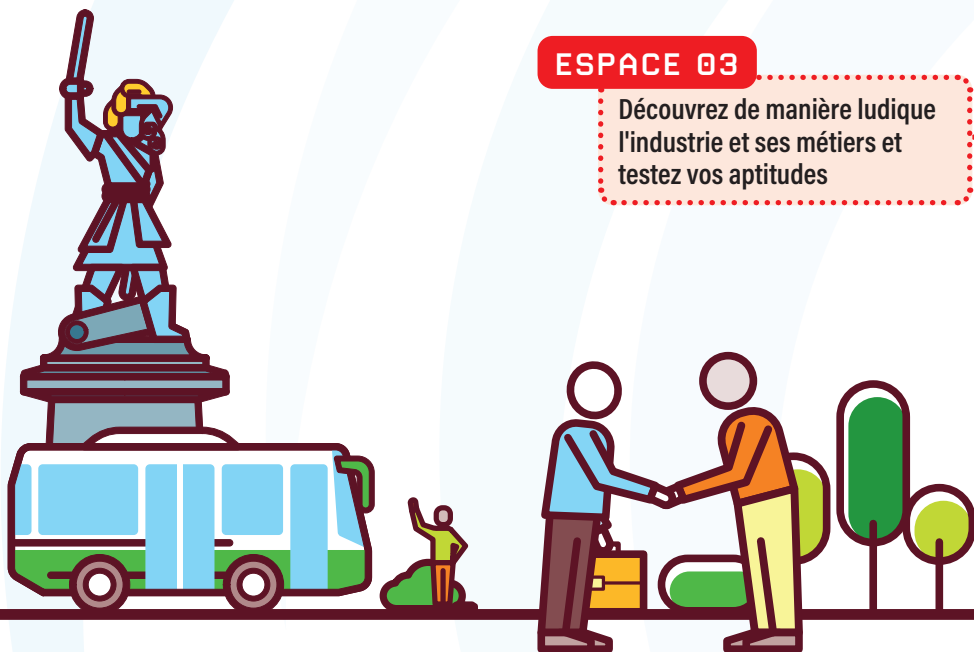 ESPACE 03
Découvrez de manière ludique
l'industrie et ses métiers et
testez vos aptitudes